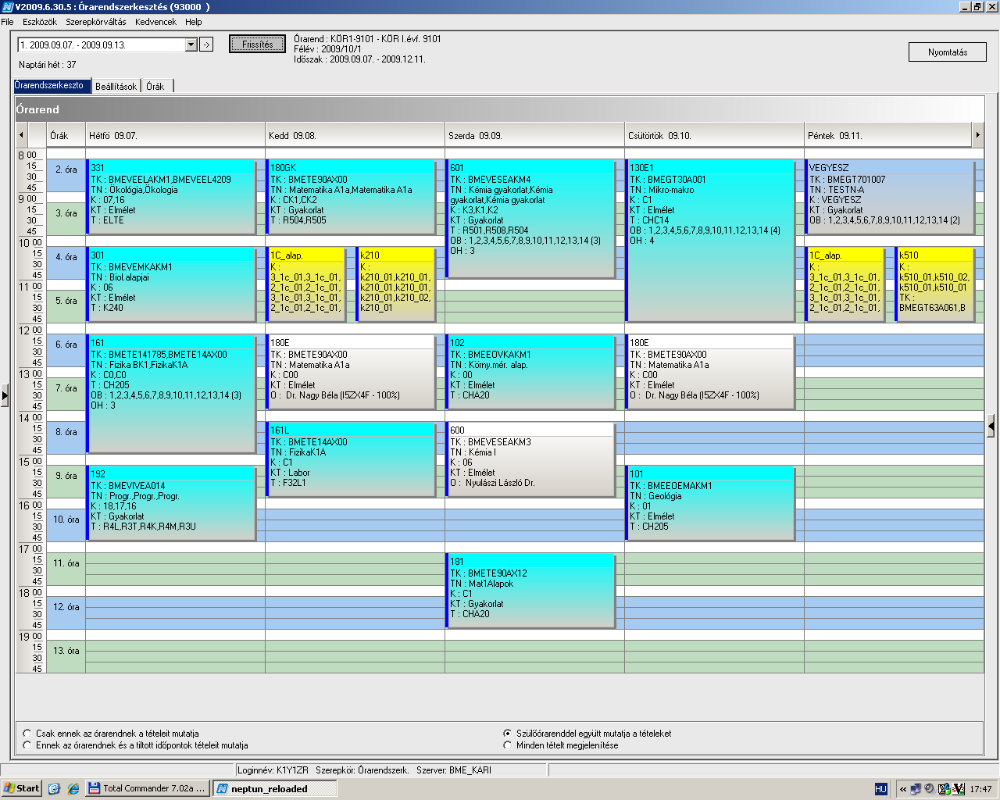 V2009.6.30.5 : Órarendszerkesztés (93000  )
File Eszközök Szerepkörváltás Kedvencek Help
1. 2009.09.07. - 2009.09.13.
->
Frissítés
Órarend : KÖR1-9101 - KÖR I.évf. 9101
Félév : 2009/10/1
Időszak : 2009.09.07. - 2009.12.11.
Nyomtatás
Naptári hét : 37
Órarendszerkeszto Beállítások Órák
Órarend
Órák Hétfő 09.07. Kedd 09.08. Szerda 09.09. Csütörtök 09.10. Péntek 09.11.
8 00
15
30
45
9 00
15
30
45
10 00
15
30
45
11 00
15
30
45
12 00
15
30
45
13 00
15
30
45
14 00
15
30
45
15 00
15
30
45
16 00
15
30
45
17 00
15
30
45
18 00
15
30
45
19 00
15
30
45
2. óra
3. óra
4. óra
5. óra
6. óra
7. óra
8. óra
9. óra
10. óra
11. óra
12. óra
13. óra
331
TK : BMEVEELAKM1,BMEVEEL4209
TN : Ökológia,Ökologia
K : 07,16
KT : Elmélet
T : ELTE
301
TK : BMEVEMKAKM1
TN : Biol.alapjai
K : 06
KT : Elmélet
T : K240
161
TK : BMETE141785,BMETE14AX00
TN : Fizika BK1,FizikaK1A
K : C0,C0
T : CH205
OB : 1,2,3,4,5,6,7,8,9,10,11,12,13,14 (3)
OH : 3
192
TK : BMEVIVEA014
TN : Progr.,Progr.,Progr.
K : 18,17,16
KT : Gyakorlat
T : R4L,R3T,R4K,R4M,R3U
180GK
TK : BMETE90AX00
TN : Matematika A1a,Matematika A1a
K : CK1,CK2
KT : Gyakorlat
T : R504,R505
1C_alap.
K :
3_1c_01,3_1c_01,
2_1c_01,2_1c_01,
3_1c_01,3_1c_01,
2_1c_01,2_1c_01,
k210
K :
k210_01,k210_01,
k210_01,k210_01,
k210_01,k210_02,
k210_01
180E
TK : BMETE90AX00
TN : Matematika A1a
K : C00
KT : Elmélet
O :  Dr. Nagy Béla (I5ZX4F - 100%)
161L
TK : BMETE14AX00
TN : FizikaK1A
K : C1
KT : Labor
T : F32L1
601
TK : BMEVESEAKM4
TN : Kémia gyakorlat,Kémia
gyakorlat,Kémia gyakorlat
K : K3,K1,K2
KT : Gyakorlat
T : R501,R508,R504
OB : 1,2,3,4,5,6,7,8,9,10,11,12,13,14 (3)
OH : 3
102
TK : BMEEOVKAKM1
TN : Körny.mér. alap.
K : 00
KT : Elmélet
T : CHA20
600
TK : BMEVESEAKM3
TN : Kémia I
K : 06
KT : Elmélet
O :  Nyulászi László Dr.
181
TK : BMETE90AX12
TN : Mat1Alapok
K : C1
KT : Gyakorlat
T : CHA20
130E1
TK : BMEGT30A001
TN : Mikro-makro
K : C1
KT : Elmélet
T : CHC14
OB : 1,2,3,4,5,6,7,8,9,10,11,12,13,14 (4)
OH : 4
180E
TK : BMETE90AX00
TN : Matematika A1a
K : C00
KT : Elmélet
O :  Dr. Nagy Béla (I5ZX4F - 100%)
101
TK : BMEEOEMAKM1
TN : Geológia
K : 01
KT : Elmélet
T : CH205
VEGYESZ
TK : BMEGT701007
TN : TESTN-A
K : VEGYESZ
KT : Gyakorlat
OB : 1,2,3,4,5,6,7,8,9,10,11,12,13,14 (2)
1C_alap.
K :
3_1c_01,3_1c_01,
2_1c_01,2_1c_01,
3_1c_01,3_1c_01,
2_1c_01,2_1c_01,
k510
K :
k510_01,k510_02,
k510_01,k510_01
TK :
BMEGT63A061,B
Csak ennek az órarendnek a tételeit mutatja
Ennek az órarendnek és a tiltott időpontok tételeit mutatja
Szülőórarenddel együtt mutatja a tételeket
Minden tételt megjelenítése
Loginnév: K1Y1ZR Szerepkör: Órarendszerk. Szerver: BME_KARI
Start Total Commander 7.02a ... neptun_reloaded HU « 17:47